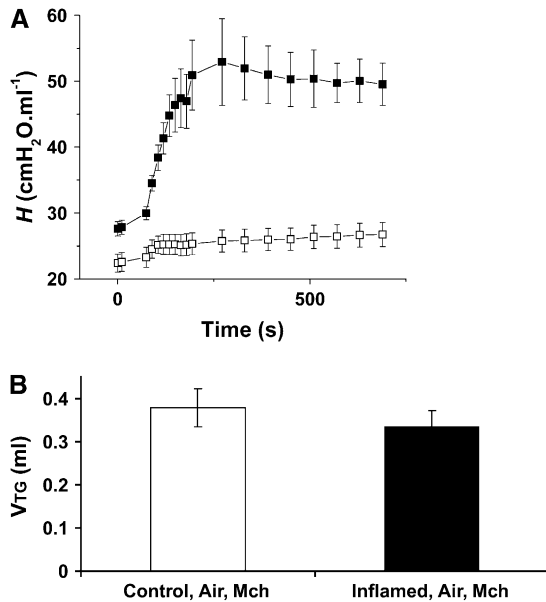 A
H (cmH2O.ml-1)
60
50
40
30
20
0
500
Time (s)
B
VTG (ml)
0.4
0.3
0.2
0.1
0
Control, Air, Mch
Inflamed, Air, Mch